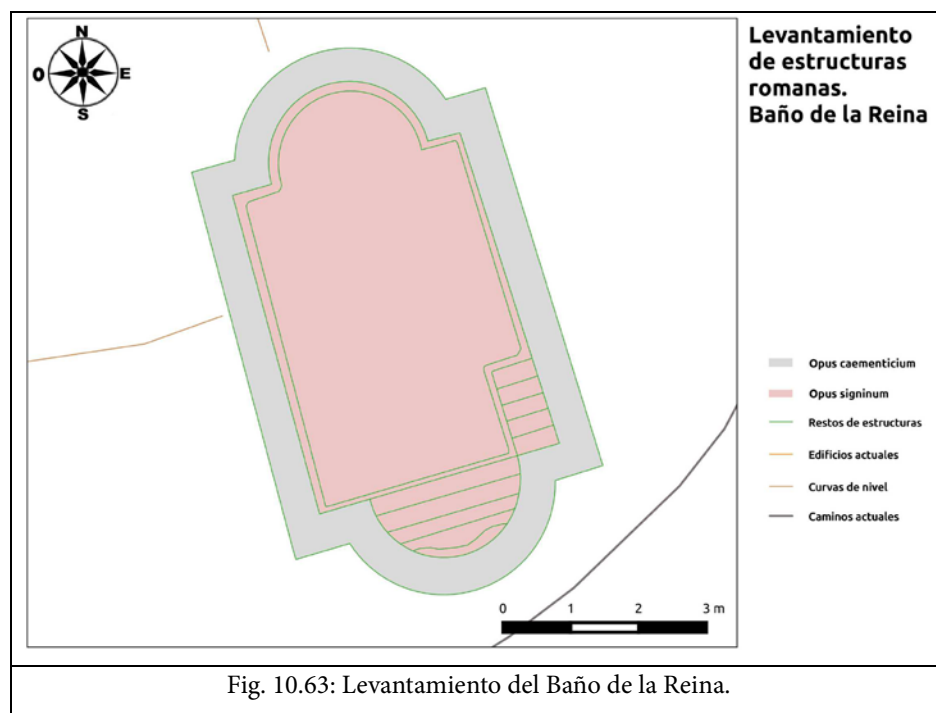 N
O
E
S
Levantamiento
de estructuras
romanas.
Baño de la Reina
Opus caementicium
Opus signinum
Restos de estructuras
Edificios actuales
Curvas de nivel
Caminos actuales
0 1 2 3 m
Fig. 10.63: Levantamiento del Baño de la Reina.